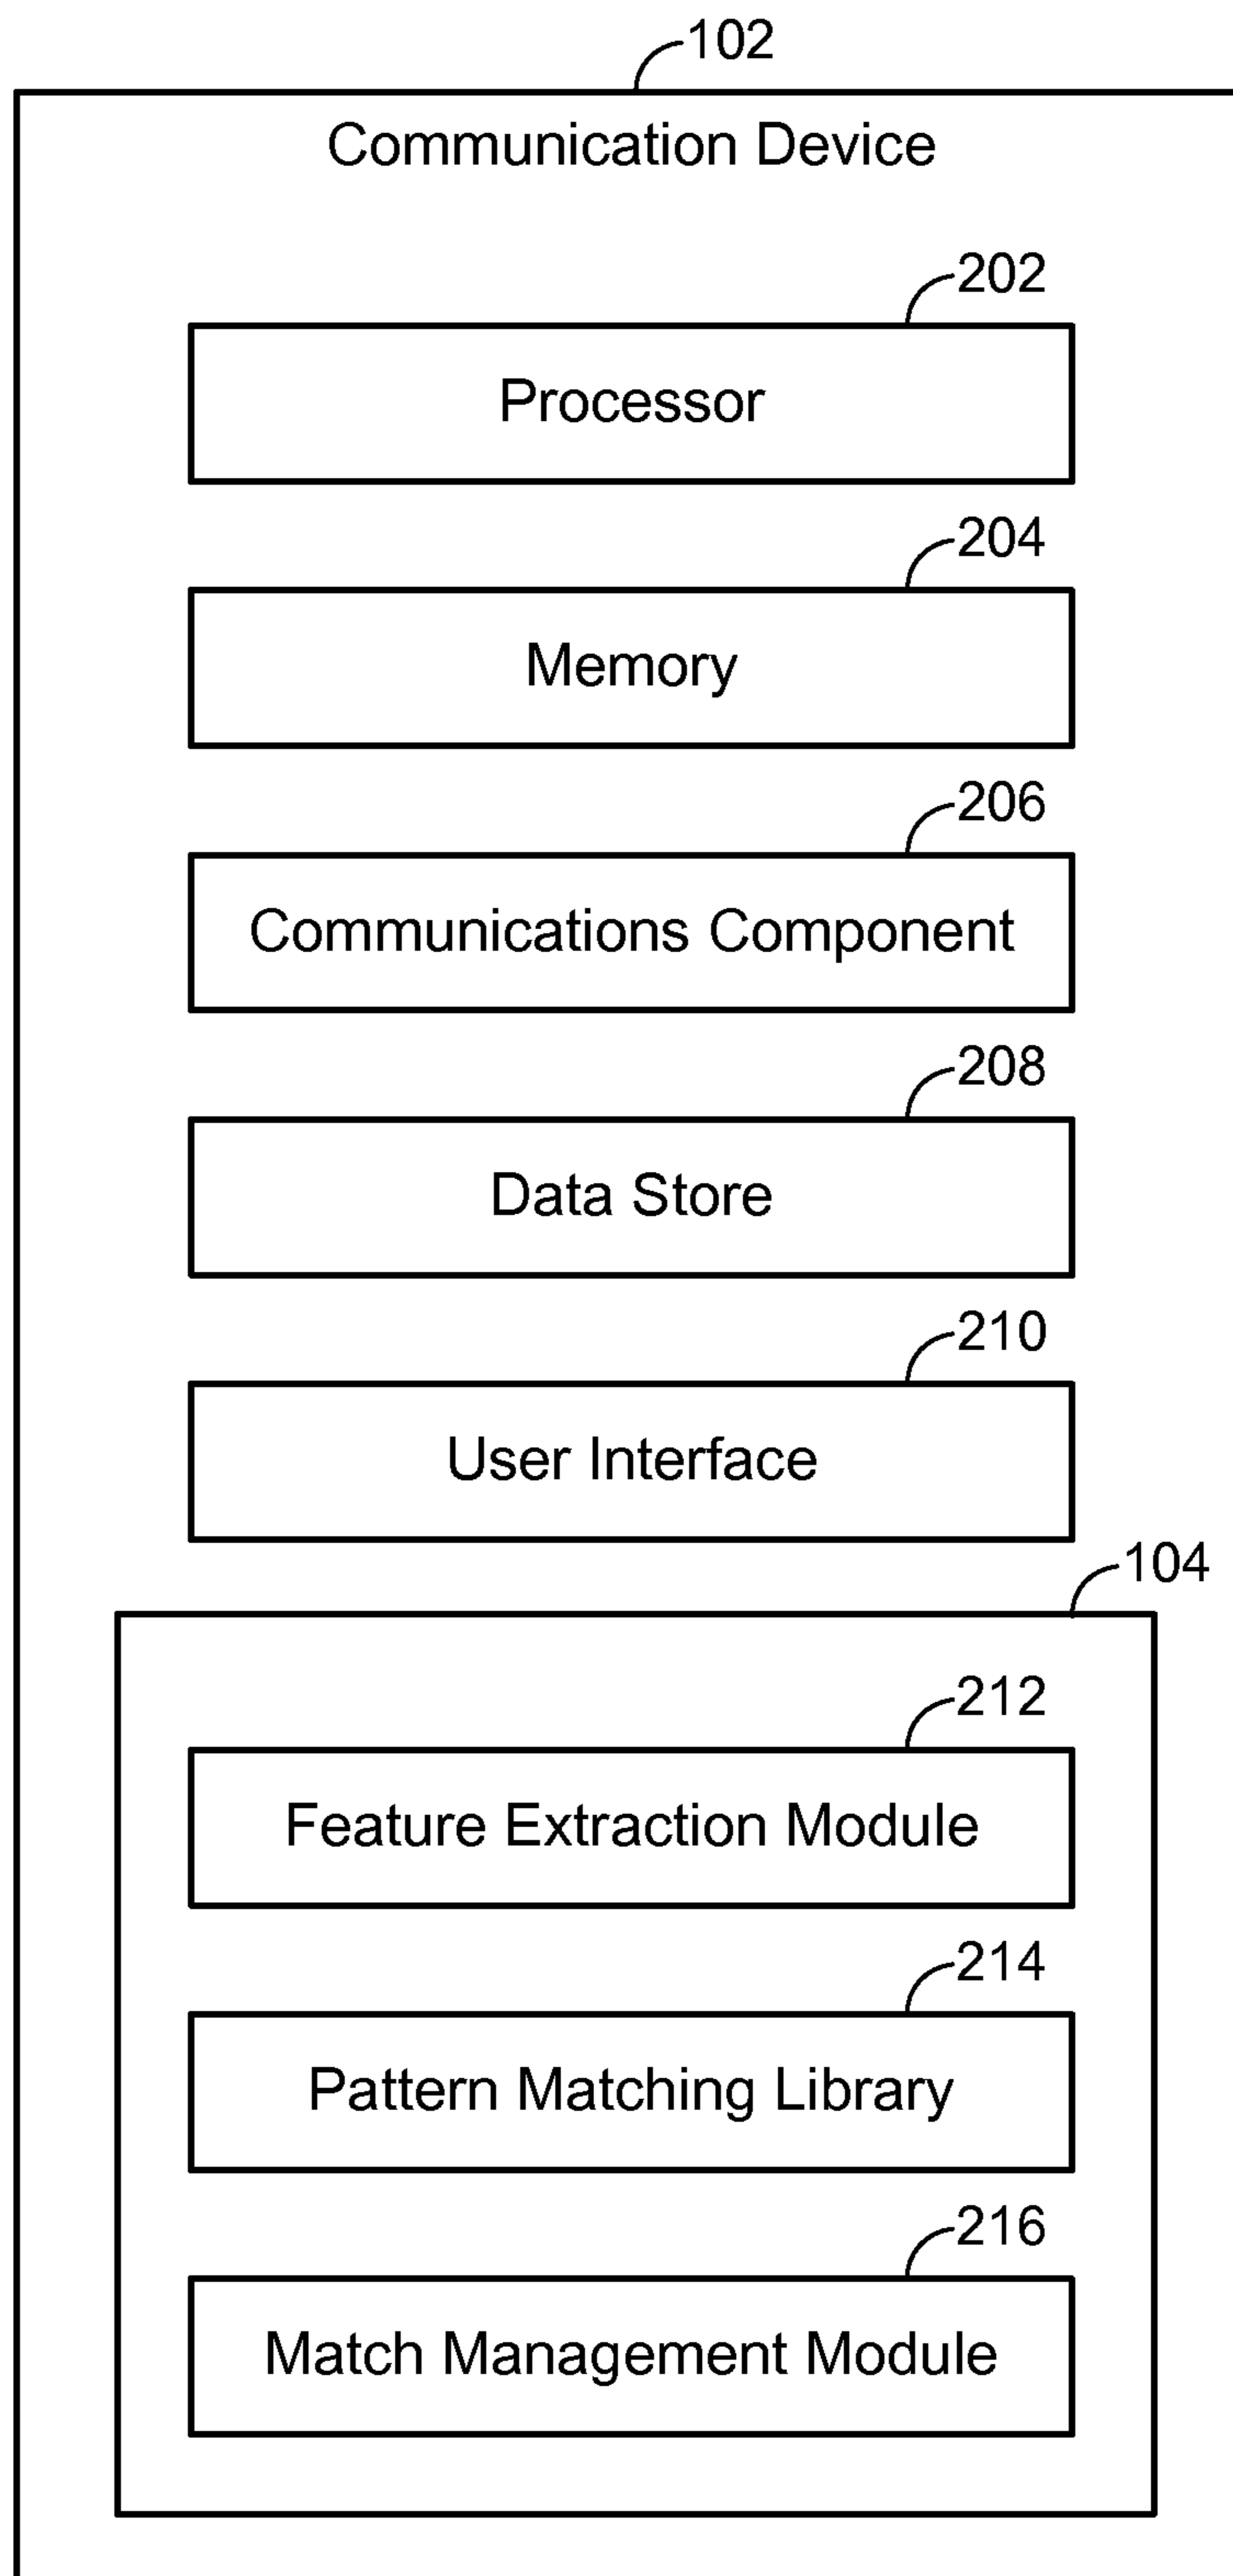 102
Communication Device
202
Processor
204
Memory
206
Communications Component
208
Data Store
210
User Interface
104
212
Feature Extraction Module
214
Pattern Matching Library
216
Match Management Module